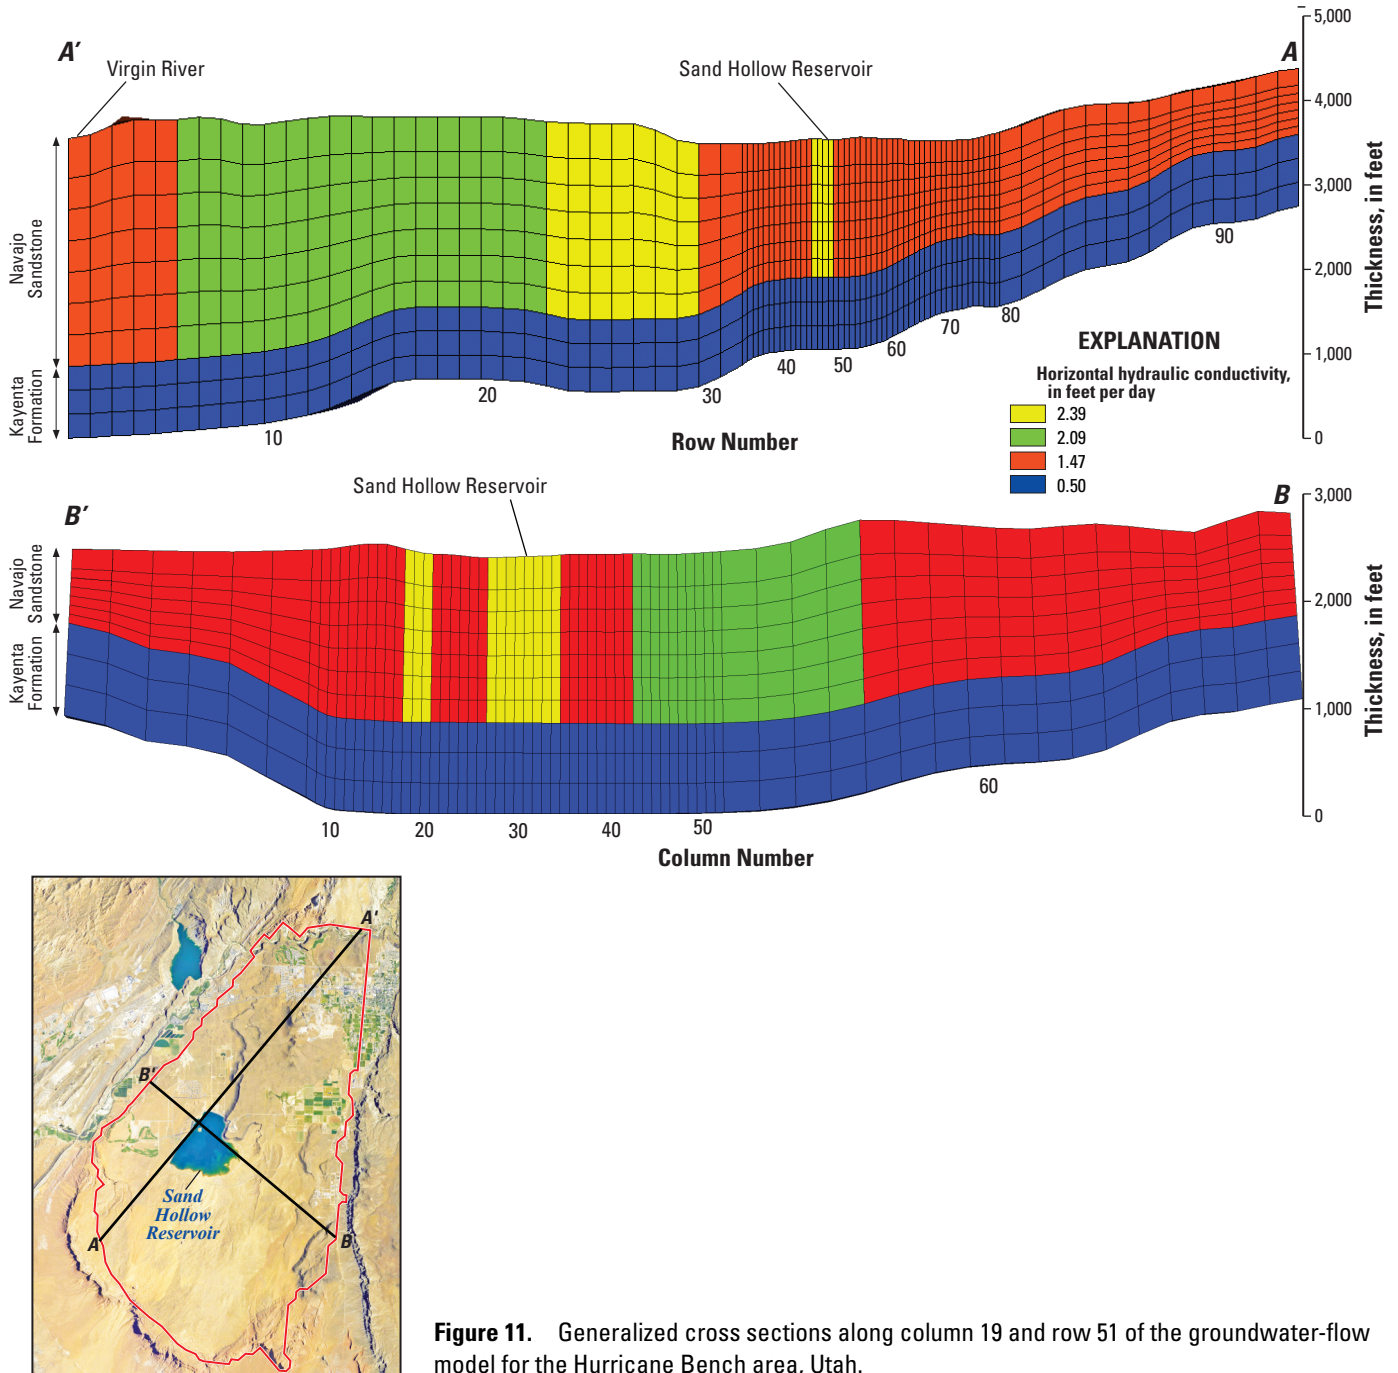 A'
Virgin River
Sand Hollow Reservoir
A
5,000
4,000
3,000
2,000
1,000
0
Thickness, in feet
Navajo
Sandstone
Kayenta
Formation
10
20
30
40
50
60
70
80
90
Row Number
EXPLANATION
Horizontal hydraulic conductivity,
in feet per day
2.39
2.09
1.47
0.50
B'
Sand Hollow Reservoir
B
3,000
2,000
1,000
0
Thickness, in feet
Navajo
Sandstone
Kayenta
Formation
10
20
30
40
50
60
Column Number
A'
B'
Sand
Hollow
Reservoir
A
B
Figure 11. Generalized cross sections along column 19 and row 51 of the groundwater-flow
model for the Hurricane Bench area, Utah.